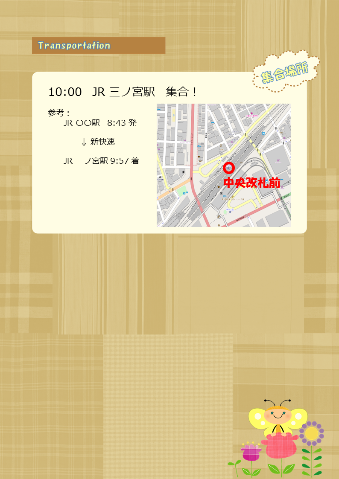 Transportation
集合場所
10:00 JR 三ノ宮駅 集合！
参考：
JR 〇〇駅 8:43 発
↓ 新快速
JR 三ノ宮駅 9:57 着
中央改札前